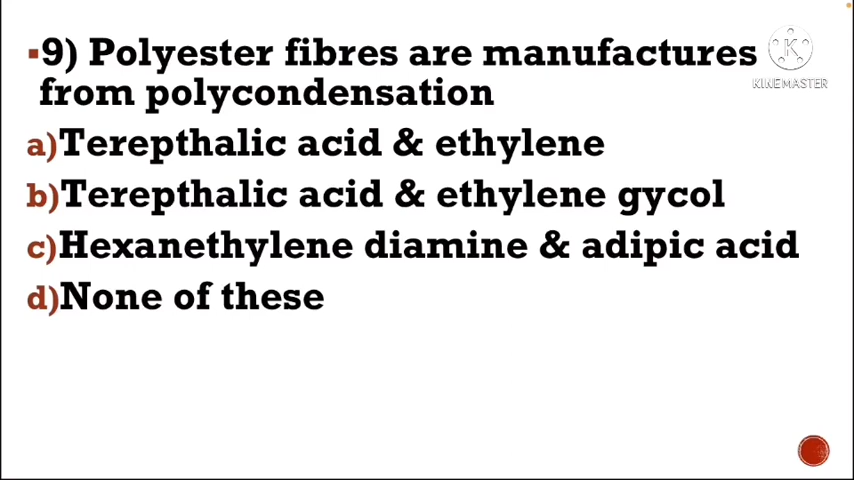 ▪9) Polyester fibres are manufactures
from polycondensation
a)Terepthalic acid & ethylene
b)Terepthalic acid & ethylene gycol
c)Hexanethylene diamine & adipic acid
d)None of these
K
KINEMASTER